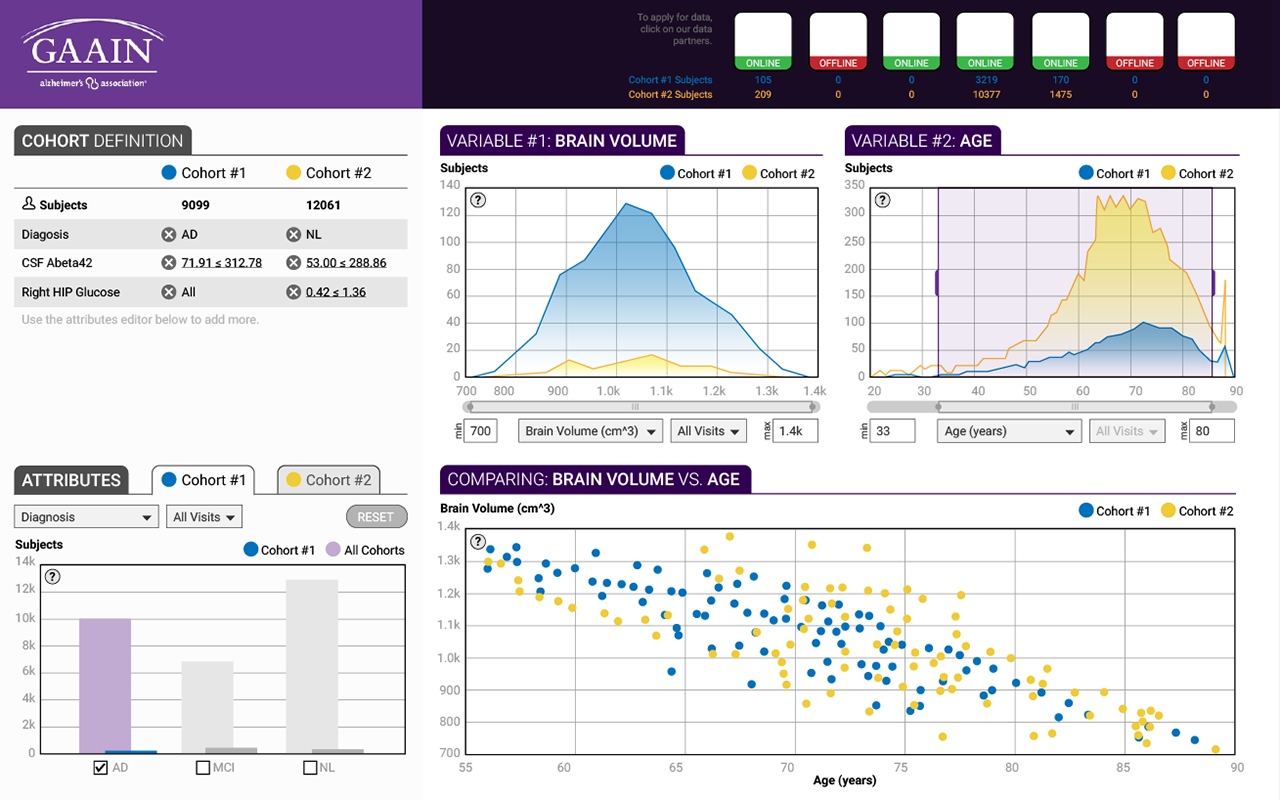 GAAIN
alzheimer's association®
To apply for data,
click on our data
partners.
ONLINE OFFLINE ONLINE ONLINE ONLINE OFFLINE OFFLINE
Cohort #1 Subjects 105 0 0 3219 170 0 0
Cohort #2 Subjects 209 0 0 10377 1475 0 0
COHORT DEFINITION
Cohort #1 Cohort #2
Subjects 9099 12061
Diagosis AD NL
CSF Abeta42 71.91 ≤ 312.78 53.00 ≤ 288.86
Right HIP Glucose All 0.42 ≤ 1.36
Use the attributes editor below to add more.
VARIABLE #1: BRAIN VOLUME
Subjects Cohort #1 Cohort #2
?
140
120
100
80
60
40
20
0
700 800 900 1.0k 1.1k 1.2k 1.3k 1.4k
min 700 Brain Volume (cm^3) All Visits max 1.4k
VARIABLE #2: AGE
Subjects Cohort #1 Cohort #2
?
350
300
250
200
150
100
50
0
20 30 40 50 60 70 80 90
min 33 Age (years) All Visits max 80
ATTRIBUTES Cohort #1 Cohort #2
Diagnosis All Visits RESET
Subjects Cohort #1 All Cohorts
?
14k
12k
10k
8k
6k
4k
2k
0
AD MCI NL
COMPARING: BRAIN VOLUME VS. AGE
Brain Volume (cm^3) Cohort #1 Cohort #2
?
1.4k
1.3k
1.2k
1.1k
1.0k
900
800
700
55 60 65 70 75 80 85 90
Age (years)